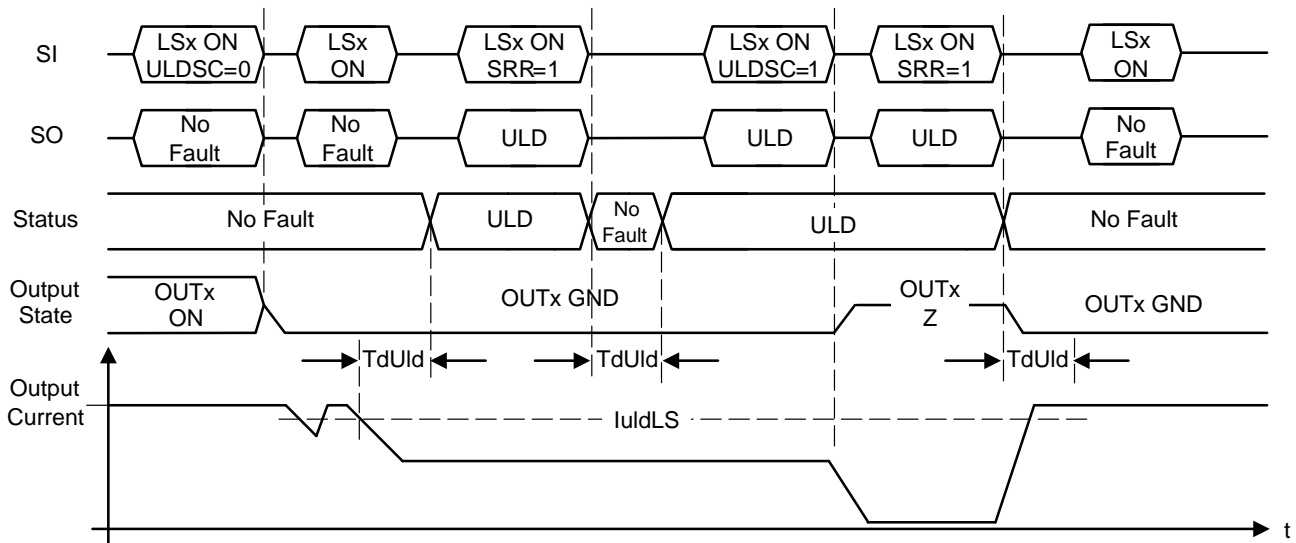 SI
LSx ON
ULDSC=0
LSx
ON
LSx ON
SRR=1
LSx ON
ULDSC=1
LSx ON
SRR=1
LSx
ON
SO
No
Fault
No
Fault
ULD
ULD
ULD
No
Fault
Status
No Fault
ULD
No
Fault
ULD
No Fault
Output
State
OUTx
ON
OUTx GND
OUTx
Z
OUTx GND
TdUld
TdUld
TdUld
Output
Current
IuldLS
t